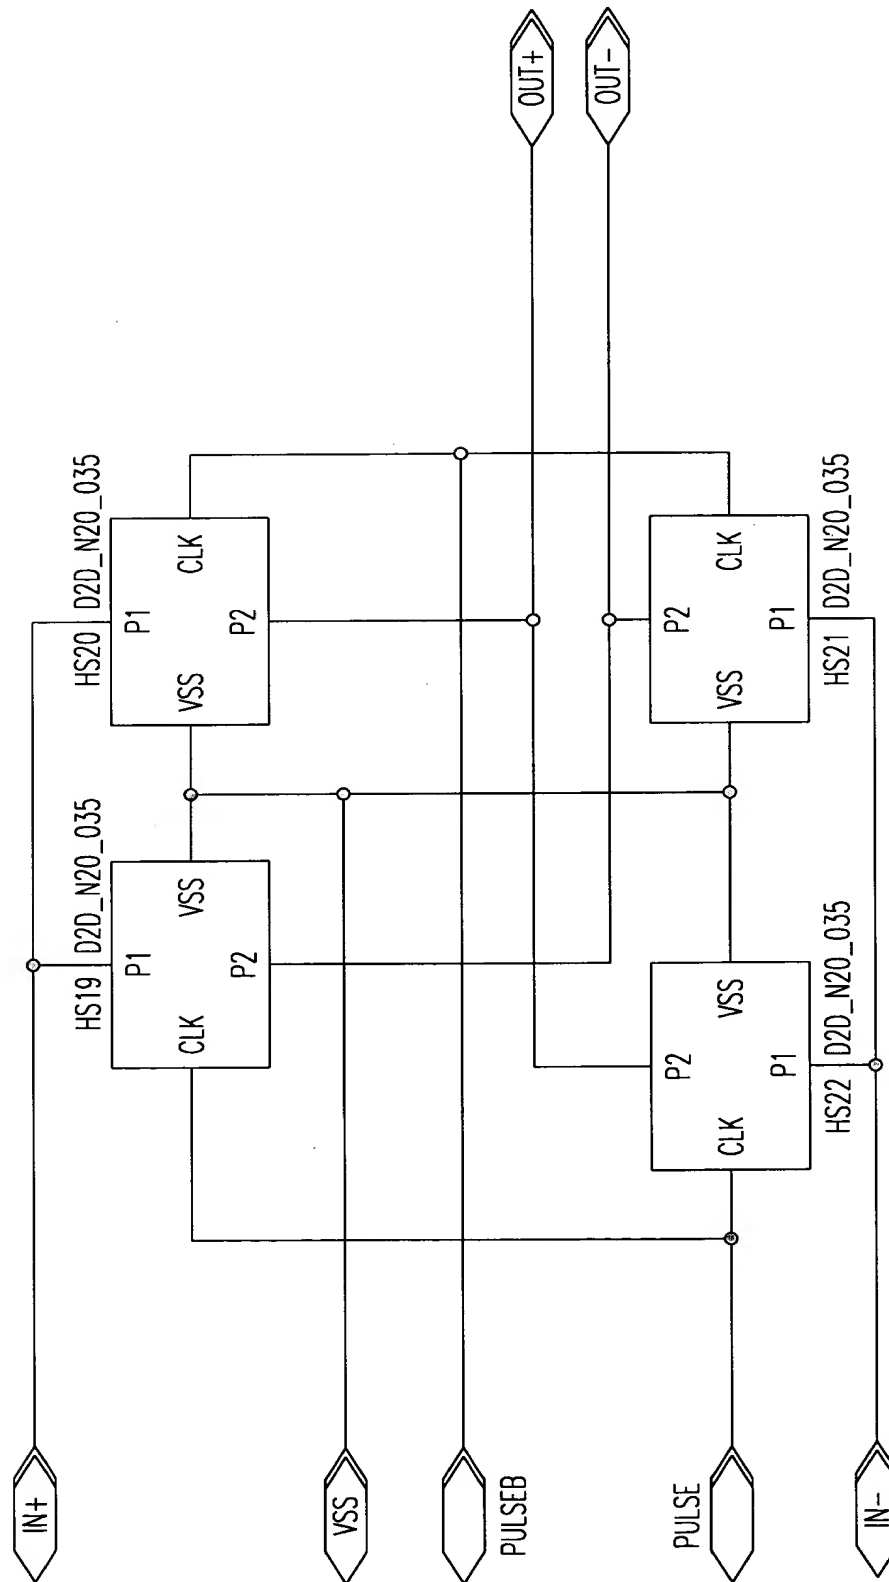 IN+
VSS
PULSEB
PULSE
IN-
HS19 D2D_N20_035
P1
CLK
VSS
P2
HS20 D2D_N20_035
P1
VSS
CLK
P2
P2
CLK
VSS
P1
HS22 D2D_N20_035
P2
VSS
CLK
P1
HS21 D2D_N20_035
OUT+
OUT-